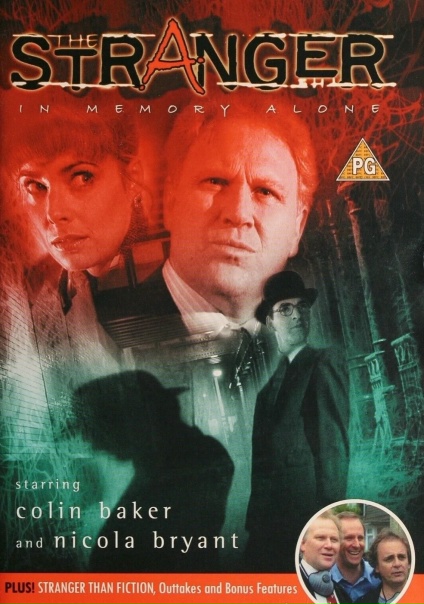 THE
STRANGER
IN MEMORY ALONE
PG
starring
colin baker
and nicola bryant
PLUS! STRANGER THAN FICTION, Outtakes and Bonus Features